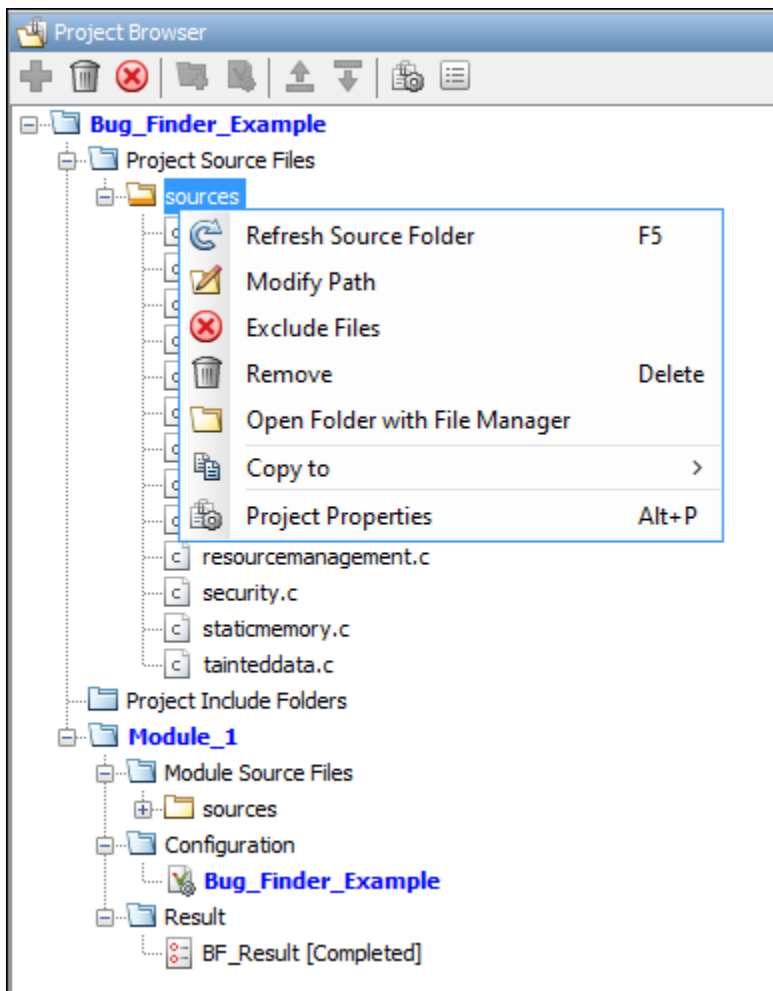 Project Browser
Bug_Finder_Example
Project Source Files
sources
Refresh Source Folder F5
Modify Path
Exclude Files
Remove Delete
Open Folder with File Manager
Copy to >
Project Properties Alt+P
c resourcemanagement.c
c security.c
c staticmemory.c
c tainteddata.c
Project Include Folders
Module_1
Module Source Files
sources
Configuration
Bug_Finder_Example
Result
BF_Result [Completed]